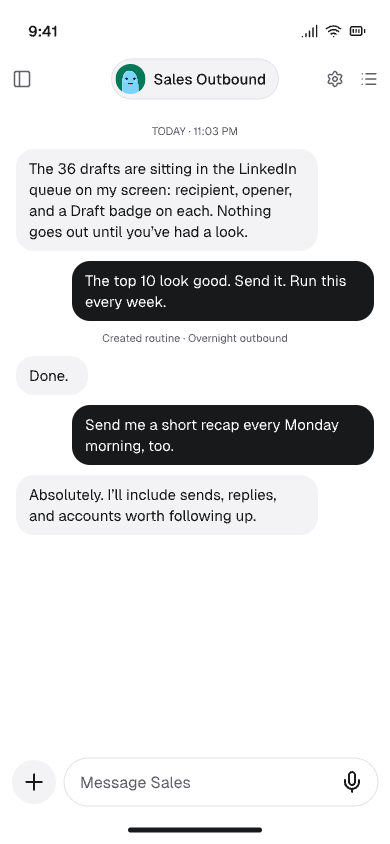 9:41
Sales Outbound
TODAY · 11:03 PM
The 36 drafts are sitting in the LinkedIn
queue on my screen: recipient, opener,
and a Draft badge on each. Nothing
goes out until you’ve had a look.
The top 10 look good. Send it. Run this
every week.
Created routine · Overnight outbound
Done.
Send me a short recap every Monday
morning, too.
Absolutely. I’ll include sends, replies,
and accounts worth following up.
Message Sales